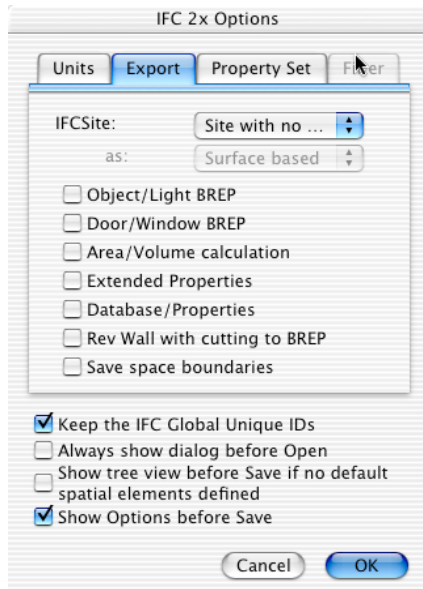 IFC 2x Options
Units Export Property Set
IFCSite: Site with no ...
as: Surface based
Object/Light BREP
Door/Window BREP
Area/Volume calculation
Extended Properties
Database/Properties
Rev Wall with cutting to BREP
Save space boundaries
Keep the IFC Global Unique IDs
Always show dialog before Open
Show tree view before Save if no default
spatial elements defined
Show Options before Save
Cancel OK